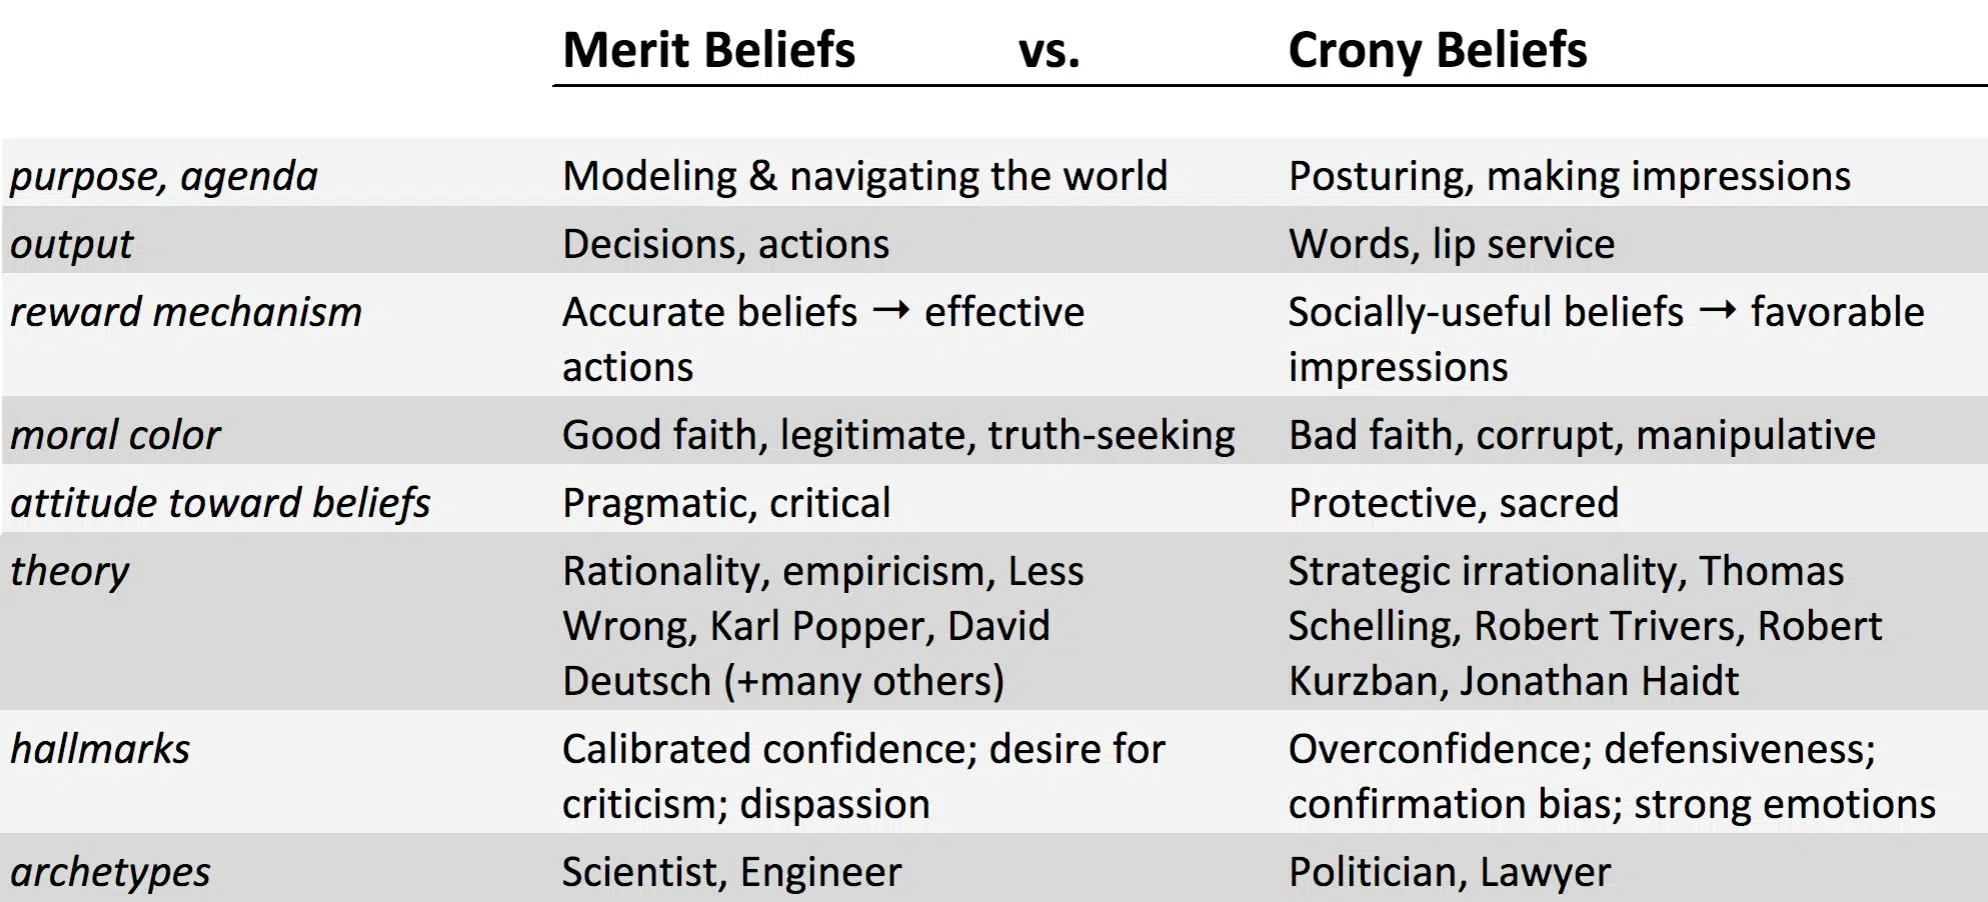 Merit Beliefs vs. Crony Beliefs
purpose, agenda Modeling & navigating the world Posturing, making impressions
output Decisions, actions Words, lip service
reward mechanism Accurate beliefs → effective Socially-useful beliefs → favorable
actions impressions
moral color Good faith, legitimate, truth-seeking Bad faith, corrupt, manipulative
attitude toward beliefs Pragmatic, critical Protective, sacred
theory Rationality, empiricism, Less Strategic irrationality, Thomas
Wrong, Karl Popper, David Schelling, Robert Trivers, Robert
Deutsch (+many others) Kurzban, Jonathan Haidt
hallmarks Calibrated confidence; desire for Overconfidence; defensiveness;
criticism; dispassion confirmation bias; strong emotions
archetypes Scientist, Engineer Politician, Lawyer